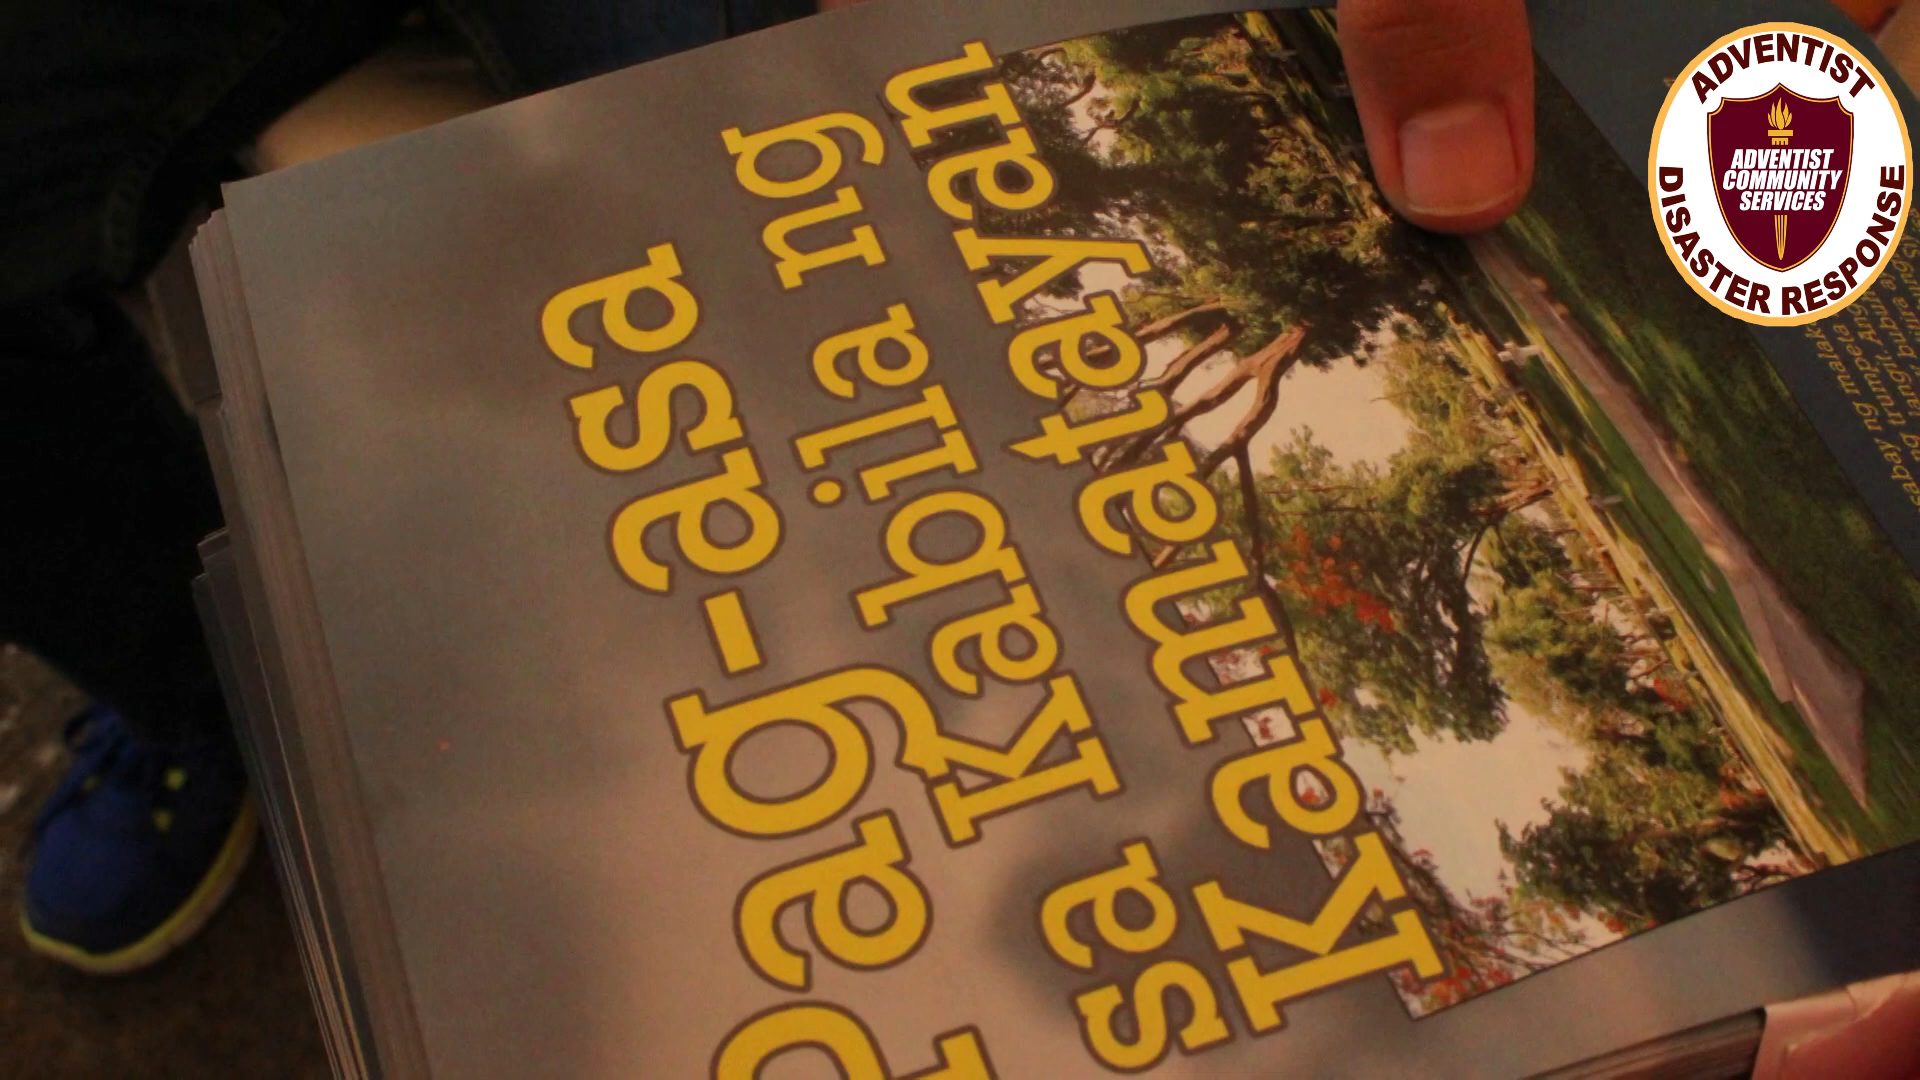 Pag-asa
Kabila ng
sa Kamatayan
ADVENTIST
ADVENTIST
COMMUNITY
SERVICES
DISASTER RESPONSE